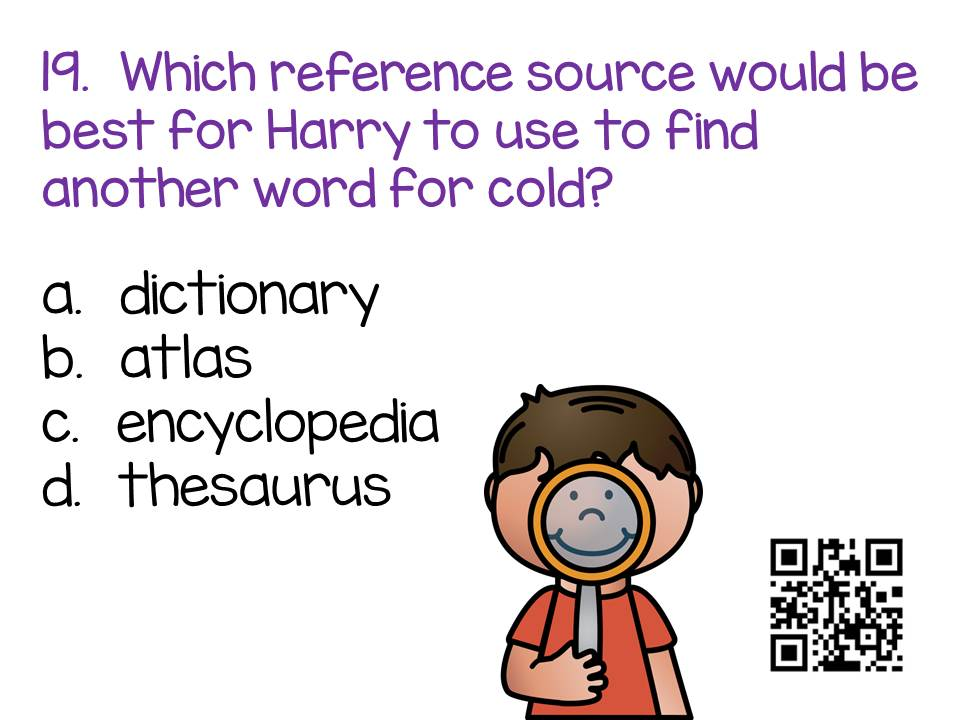 19. Which reference source would be
best for Harry to use to find
another word for cold?
a. dictionary
b. atlas
c. encyclopedia
d. thesaurus